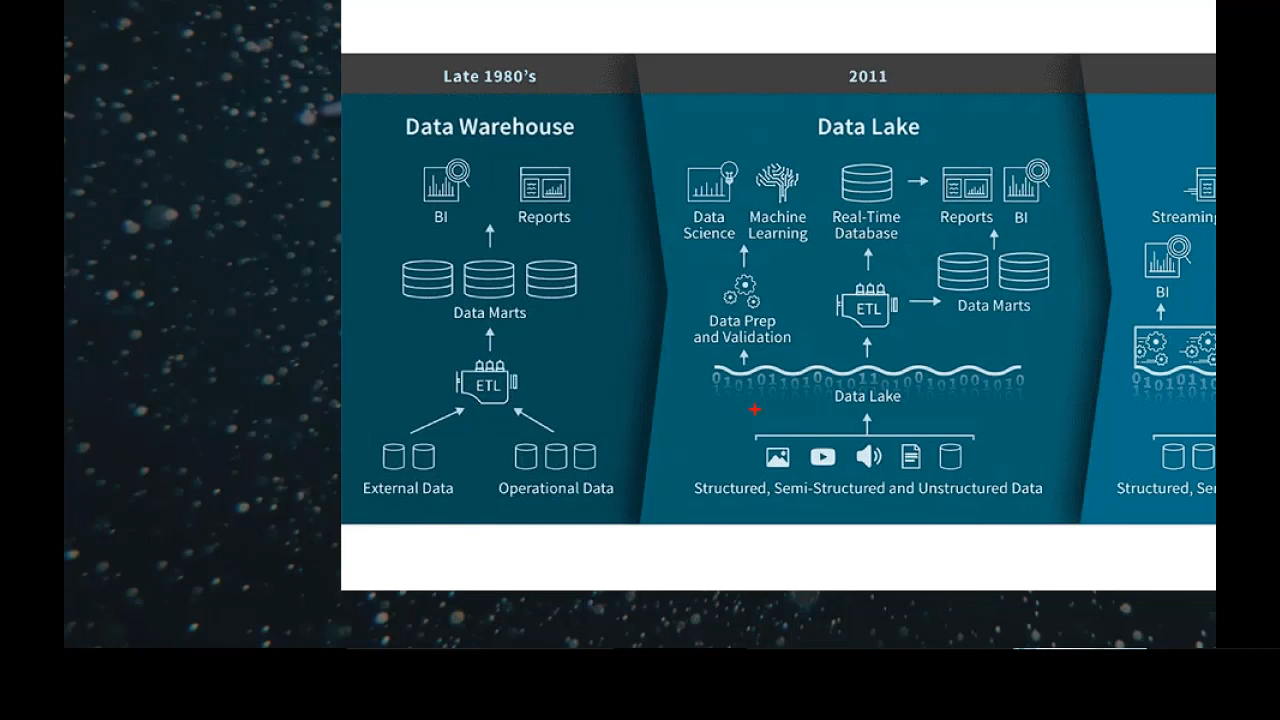 Late 1980's
Data Warehouse
BI
Reports
Data Marts
ETL
External Data
Operational Data
2011
Data Lake
Data
Science
Machine
Learning
Real-Time
Database
Reports
BI
Data Prep
and Validation
ETL
Data Marts
Data Lake
Structured, Semi-Structured and Unstructured Data
Streaming
BI
Structured,